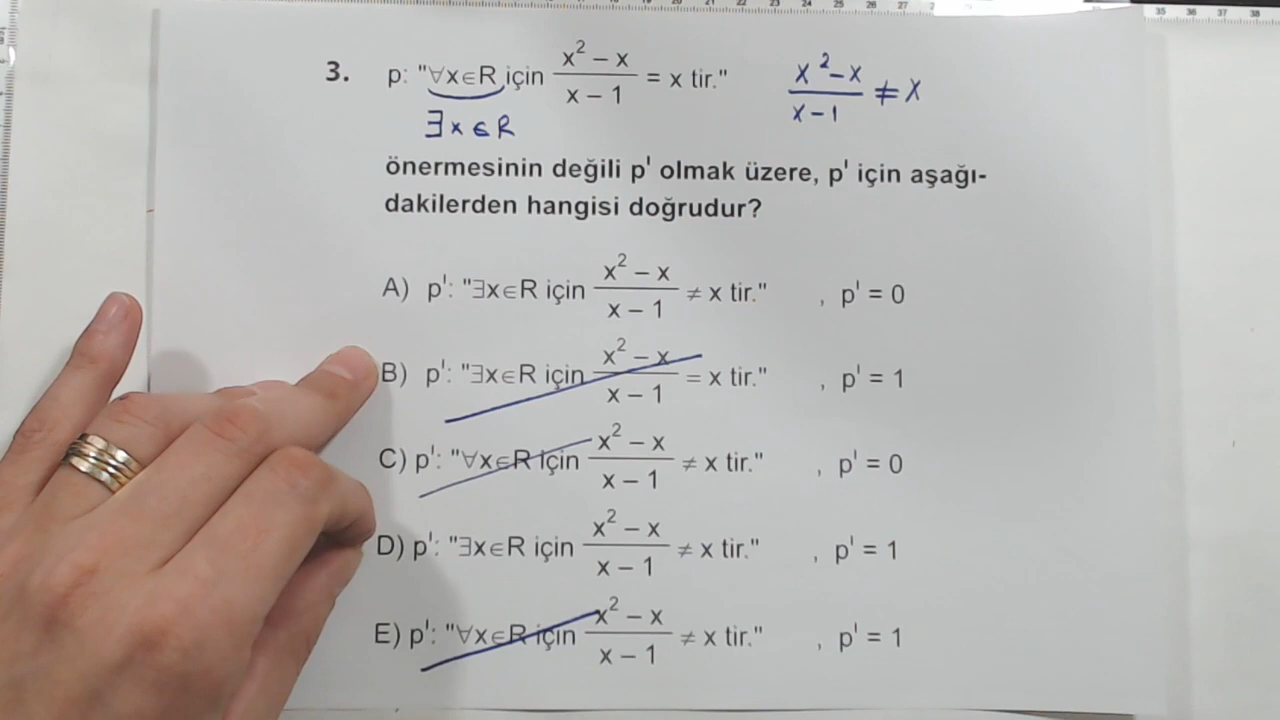 3. p: "∀x∈R için (x² – x)/(x – 1) = x tir." (x² – x)/(x – 1) ≠ x
∃x∈R
önermesinin değili p' olmak üzere, p' için aşağı-
dakilerden hangisi doğrudur?
A) p': "∃x∈R için (x² – x)/(x – 1) ≠ x tir." , p' = 0
B) p': "∃x∈R için (x² – x)/(x – 1) = x tir." , p' = 1
C) p': "∀x∈R için (x² – x)/(x – 1) ≠ x tir." , p' = 0
D) p': "∃x∈R için (x² – x)/(x – 1) ≠ x tir." , p' = 1
E) p': "∀x∈R için (x² – x)/(x – 1) ≠ x tir." , p' = 1